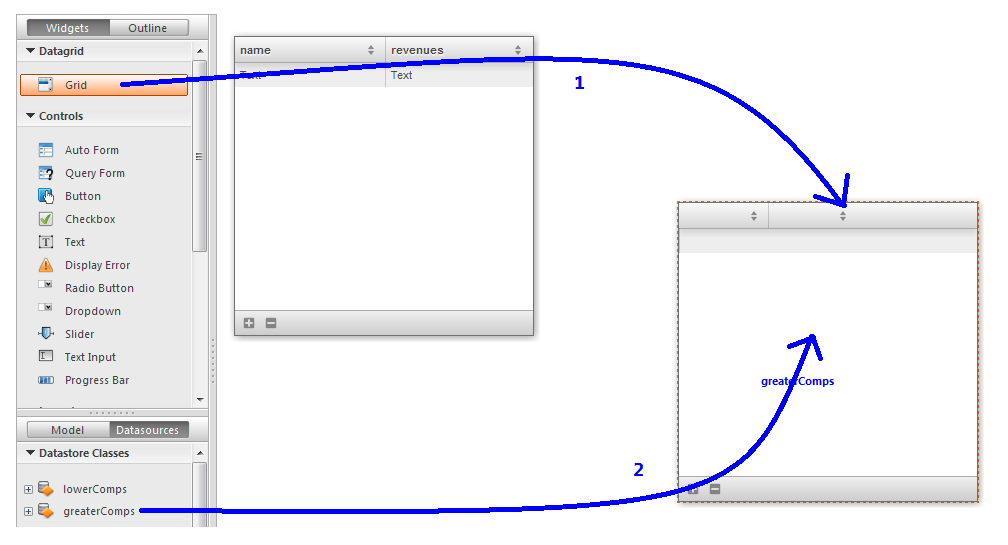 Widgets Outline
Datagrid
Grid
Controls
Auto Form
Query Form
Button
Checkbox
Text
Display Error
Radio Button
Dropdown
Slider
Text Input
Progress Bar
Model Datasources
Datastore Classes
lowerComps
greaterComps
name revenues
Text Text
1
greaterComps
2